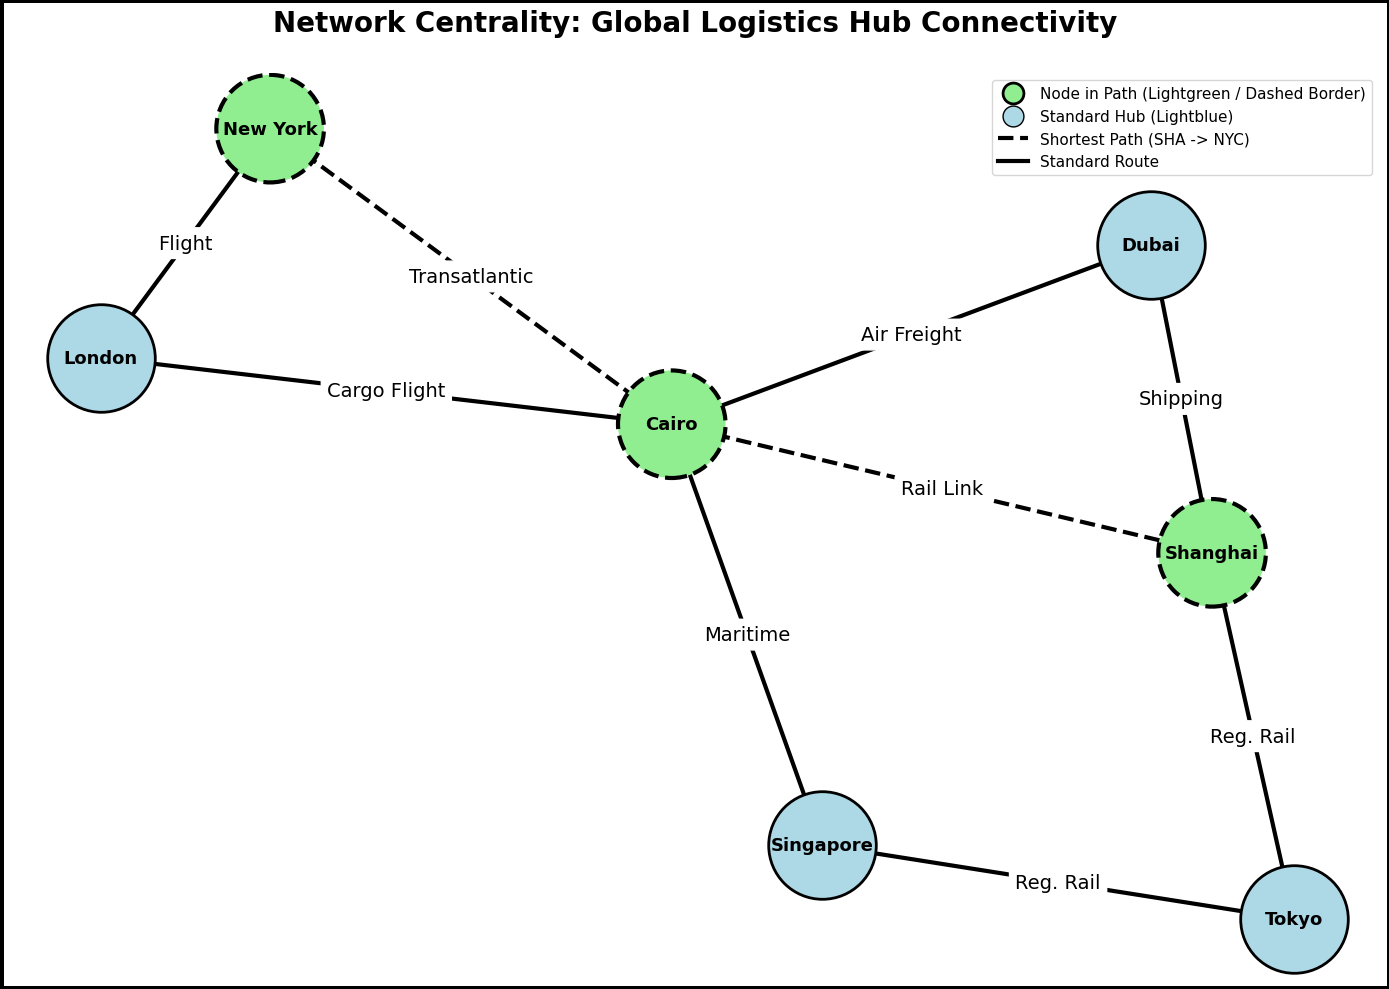 Network Centrality: Global Logistics Hub Connectivity
Node in Path (Lightgreen / Dashed Border)
Standard Hub (Lightblue)
Shortest Path (SHA -> NYC)
Standard Route
New York
Dubai
Flight
Transatlantic
Air Freight
London
Cargo Flight
Shipping
Cairo
Rail Link
Shanghai
Maritime
Reg. Rail
Singapore
Reg. Rail
Tokyo